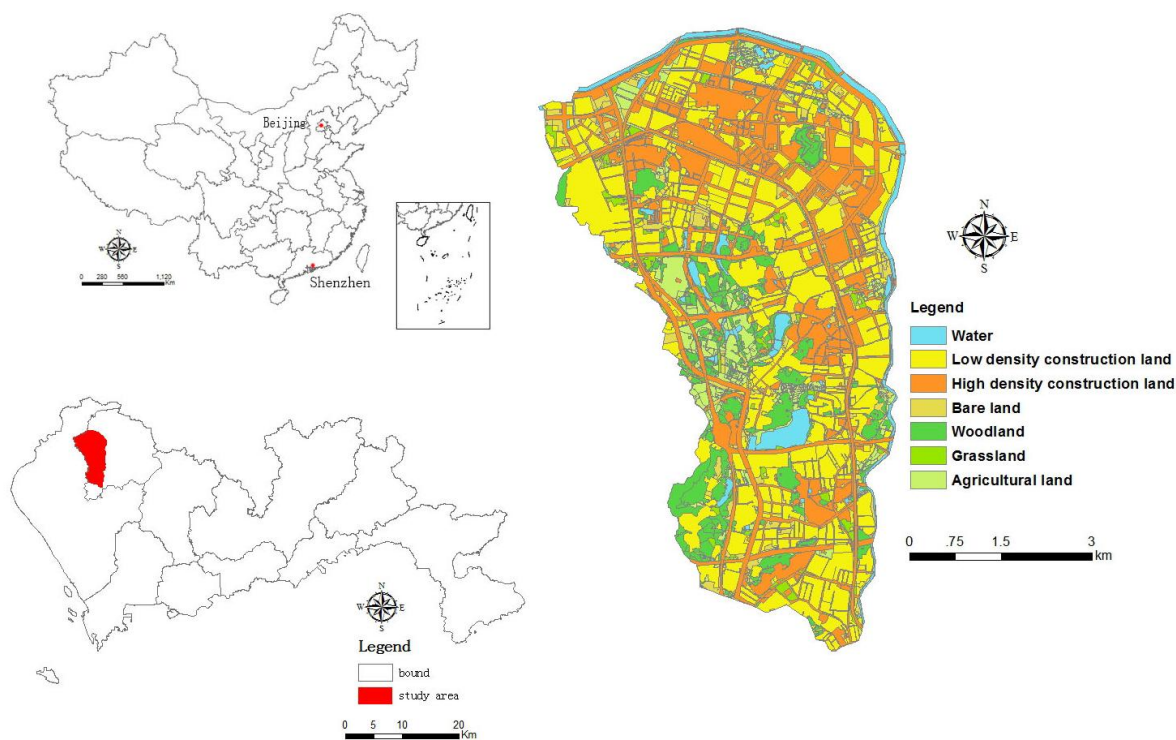 Beijing
N
W E
S
0 280 560 1,120
Km
Shenzhen
N
W E
S
Legend
bound
study area
0 5 10 20
Km
N
W E
S
Legend
Water
Low density construction land
High density construction land
Bare land
Woodland
Grassland
Agricultural land
0 .75 1.5 3
km